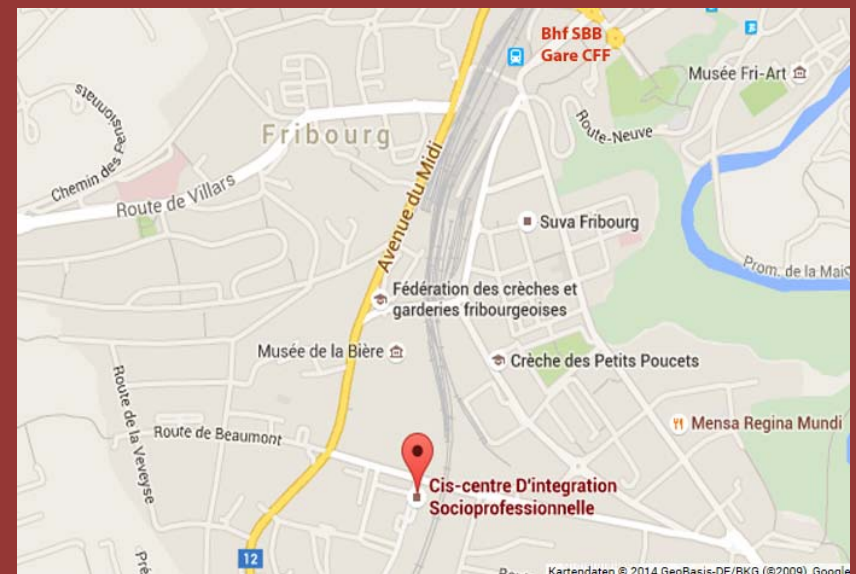 Bhf SBB
Gare CFF
Musée Fri-Art
Chemin des Pensionnats
Fribourg
Route-Neuve
Route de Villars
Avenue du Midi
Suva Fribourg
Prom. de la Mais
Fédération des crèches et
garderies fribourgeoises
Musée de la Bière
Crèche des Petits Poucets
Route de la Veveyse
Route de Beaumont
Mensa Regina Mundi
Cis-centre D'integration
Socioprofessionnelle
12
Pré
Kartendaten © 2014 GeoBasis-DE/BKG (©2009), Google